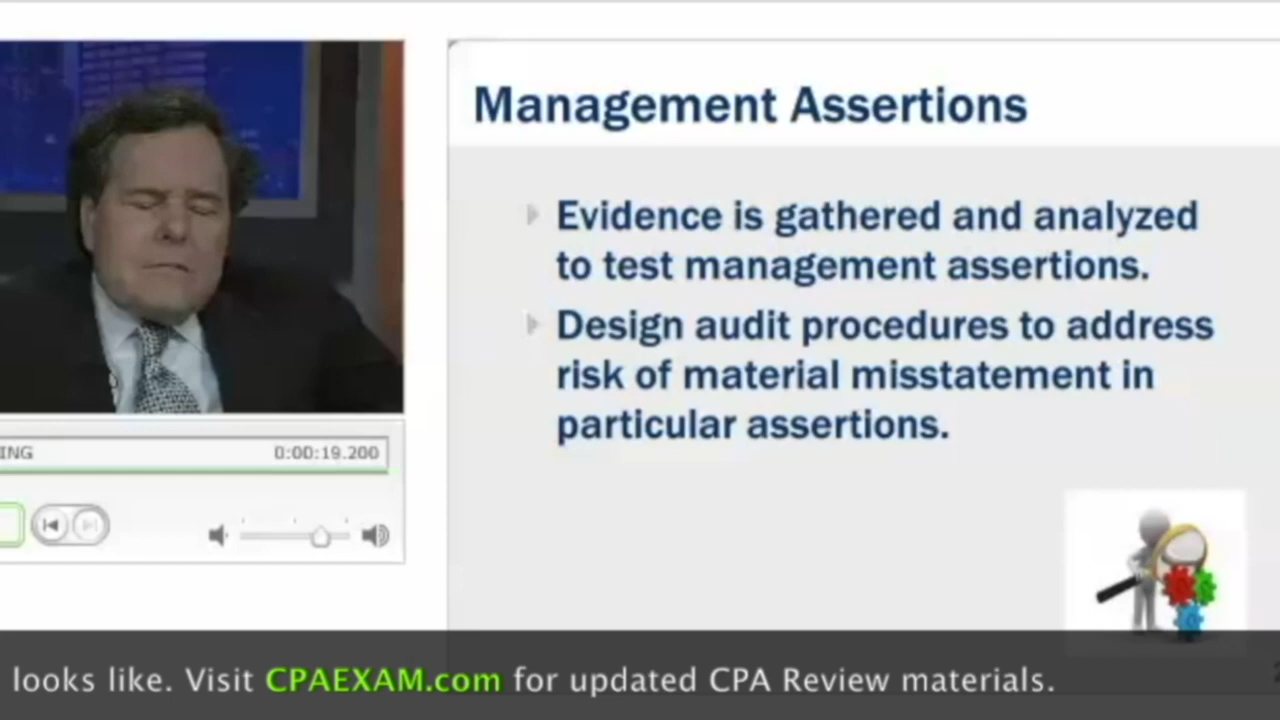 Management Assertions
Evidence is gathered and analyzed
to test management assertions.
Design audit procedures to address
risk of material misstatement in
particular assertions.
ING
0:00:19.200
looks like. Visit CPAEXAM.com for updated CPA Review materials.